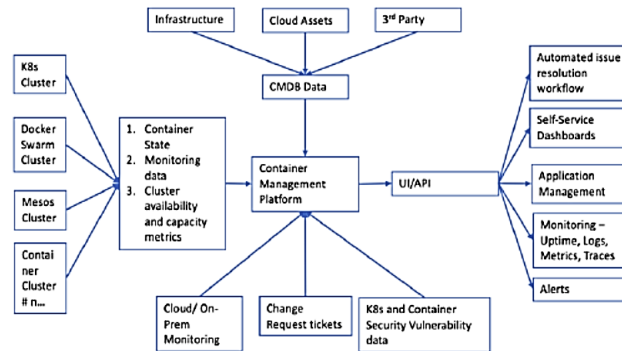 Infrastructure
Cloud Assets
3rd Party
CMDB Data
K8s
Cluster
Docker
Swarm
Cluster
Mesos
Cluster
Contai
ner
Cluster
# n...
1. Container
State
2. Monitoring
data
3. Cluster
availability
and capacity
metrics
Container
Management
Platform
UI/API
Automated issue
resolution
workflow
Self-Service
Dashboards
Application
Management
Monitoring –
Uptime, Logs,
Metrics, Traces
Alerts
Cloud/ On-
Prem
Monitoring
Change
Request tickets
K8s and Container
Security Vulnerability
data